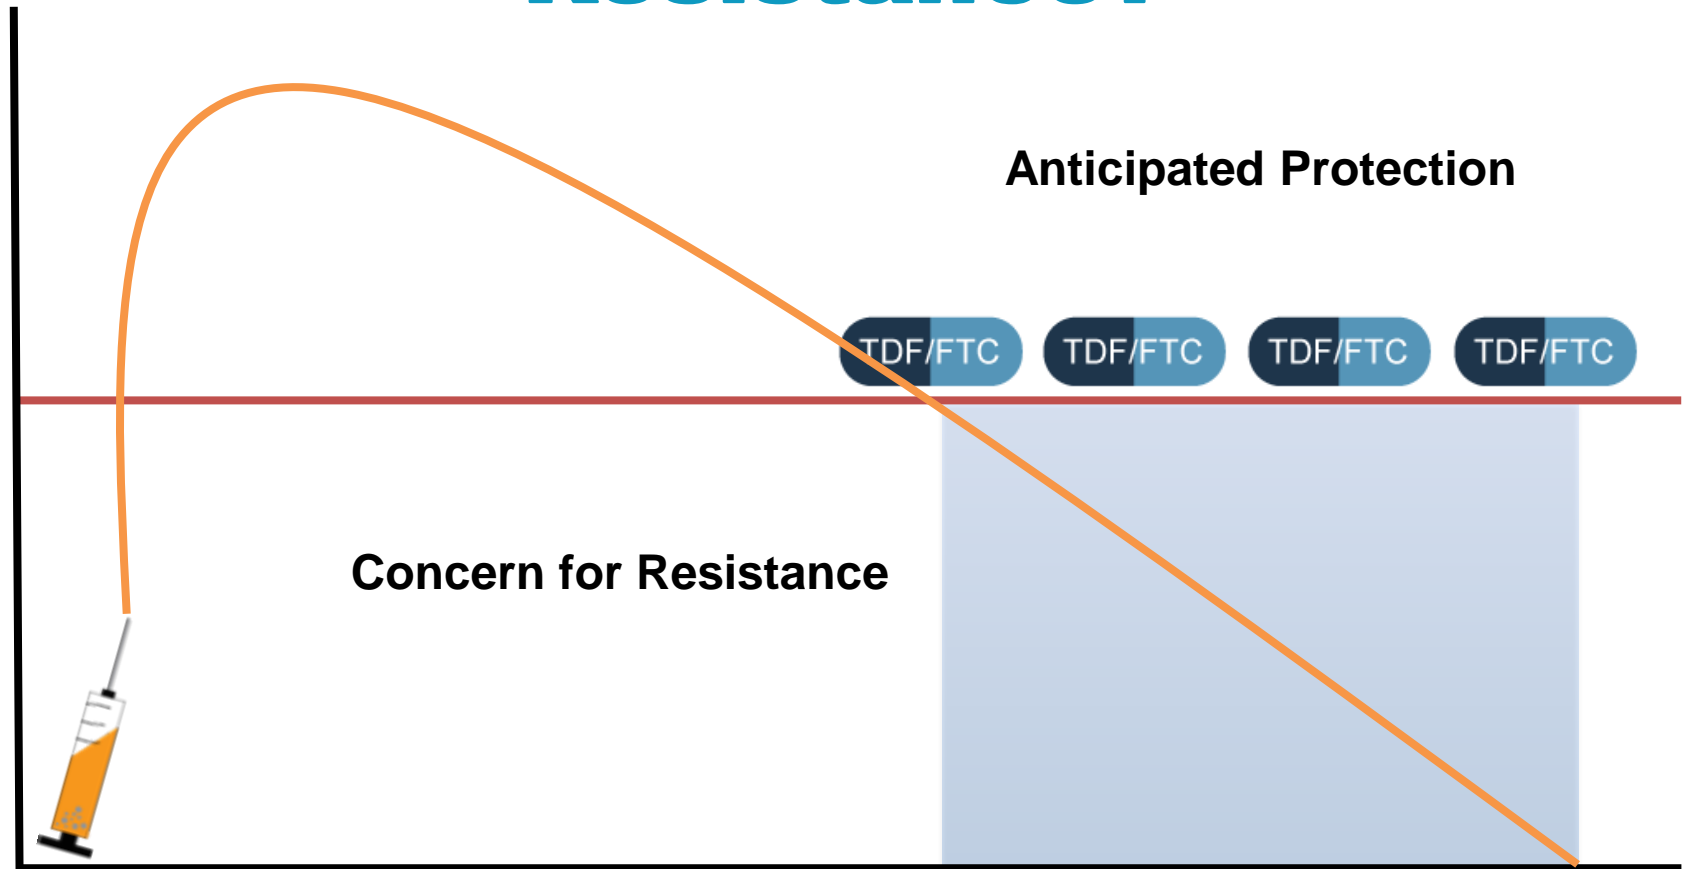 Anticipated Protection
TDF/FTC TDF/FTC TDF/FTC TDF/FTC
Concern for Resistance